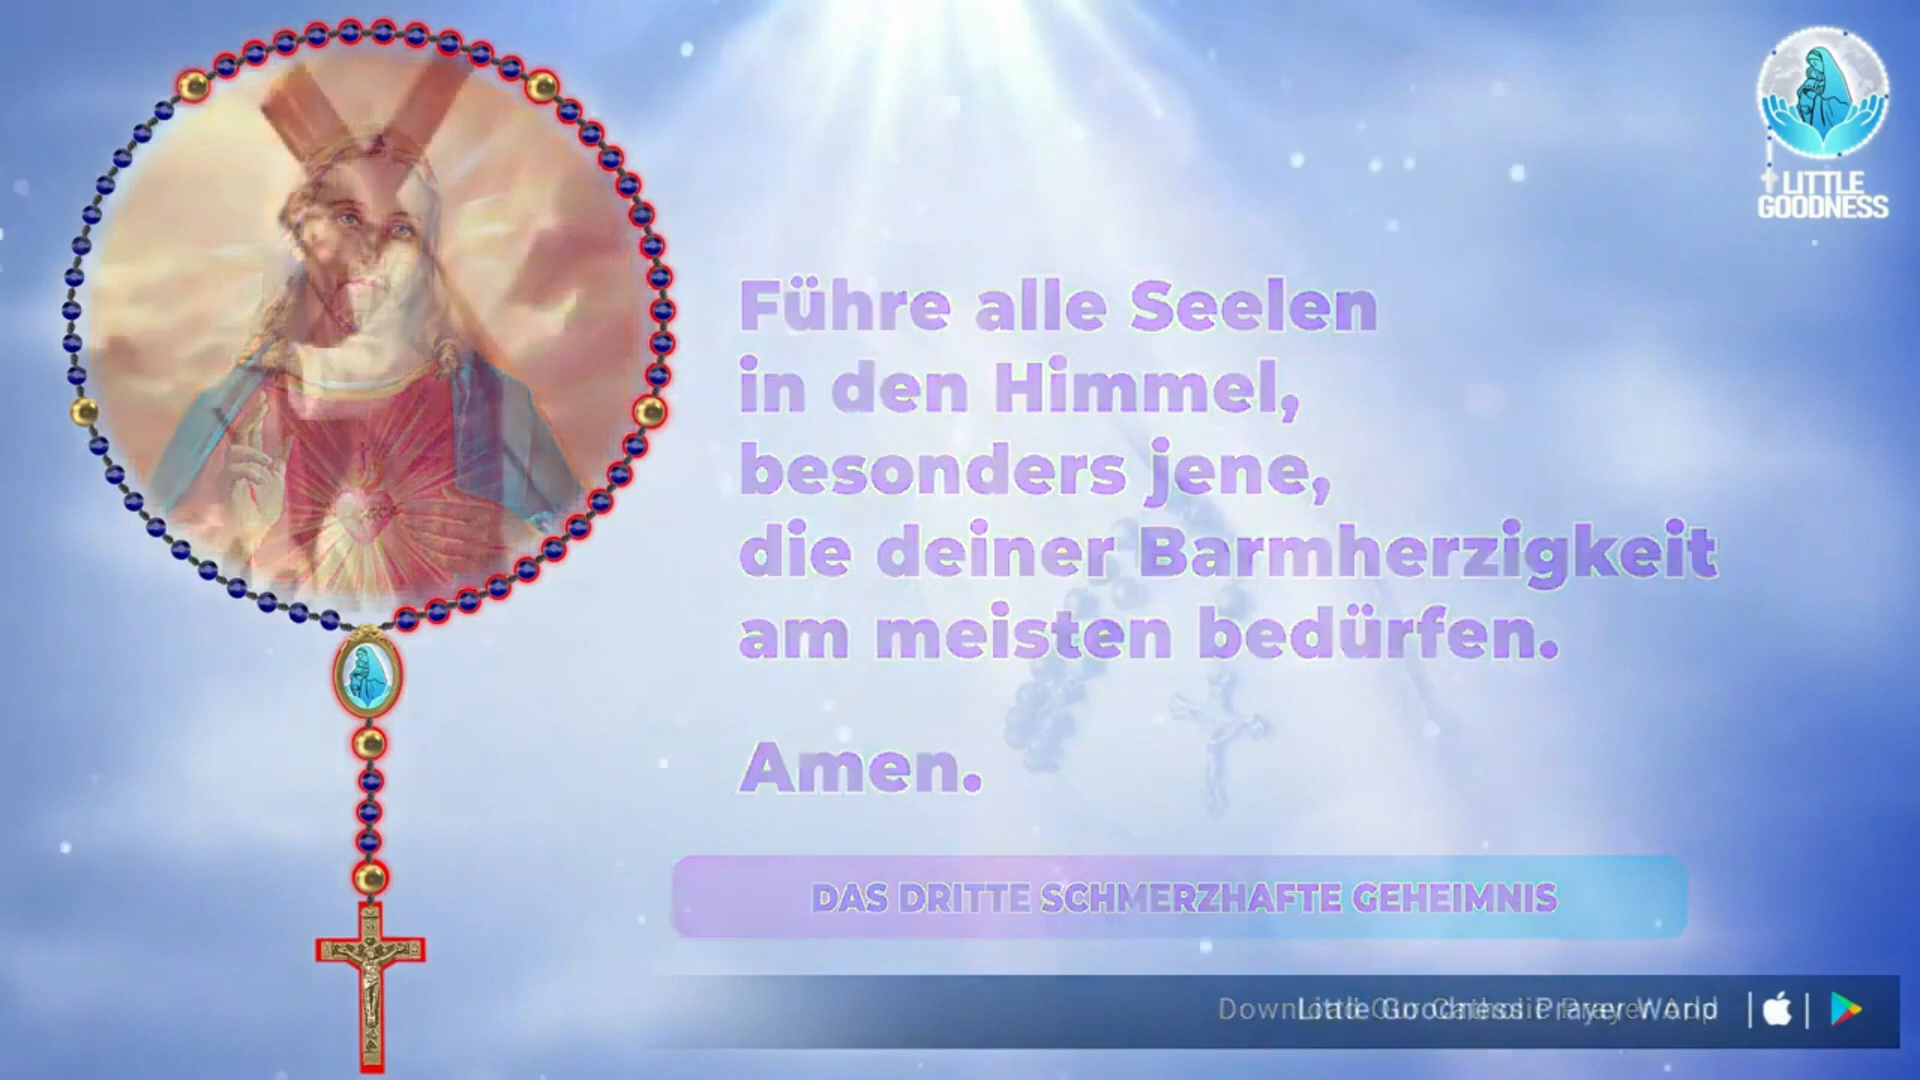 LITTLE
GOODNESS
Führe alle Seelen
in den Himmel,
besonders jene,
die deiner Barmherzigkeit
am meisten bedürfen.
Amen.
DAS DRITTE SCHMERZHAFTE GEHEIMNIS